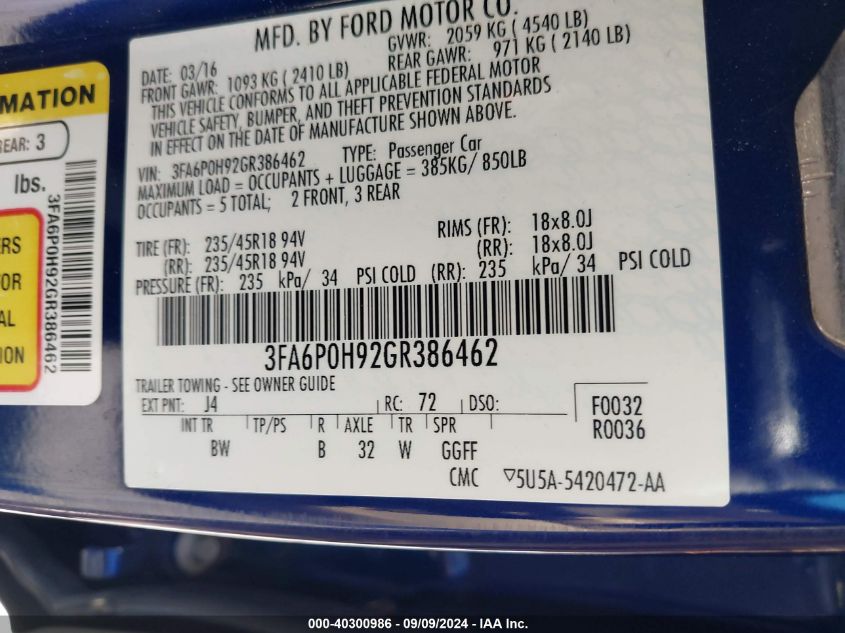 MFD. BY FORD MOTOR CO.
DATE: 03/16
GVWR: 2059 KG ( 4540 LB)
FRONT GAWR: 1093 KG ( 2410 LB)
REAR GAWR: 971 KG ( 2140 LB)
THIS VEHICLE CONFORMS TO ALL APPLICABLE FEDERAL MOTOR
VEHICLE SAFETY, BUMPER, AND THEFT PREVENTION STANDARDS
IN EFFECT ON THE DATE OF MANUFACTURE SHOWN ABOVE.
VIN: 3FA6P0H92GR386462 TYPE: Passenger Car
MAXIMUM LOAD = OCCUPANTS + LUGGAGE = 385KG/ 850LB
OCCUPANTS = 5 TOTAL; 2 FRONT, 3 REAR
TIRE (FR): 235/45R18 94V RIMS (FR): 18x8.0J
(RR): 235/45R18 94V (RR): 18x8.0J
PRESSURE (FR): 235 kPa/ 34 PSI COLD (RR): 235 kPa/ 34 PSI COLD
3FA6P0H92GR386462
TRAILER TOWING - SEE OWNER GUIDE
EXT PNT: J4 RC: 72 DSO:
INT TR TP/PS R AXLE TR SPR
BW B 32 W GGFF
F0032
R0036
CMC ▽5U5A-5420472-AA
MATION
REAR: 3
lbs.
3FA6P0H92GR386462
ERS
FOR
AL
ION
000-40300986 - 09/09/2024 - IAA Inc.